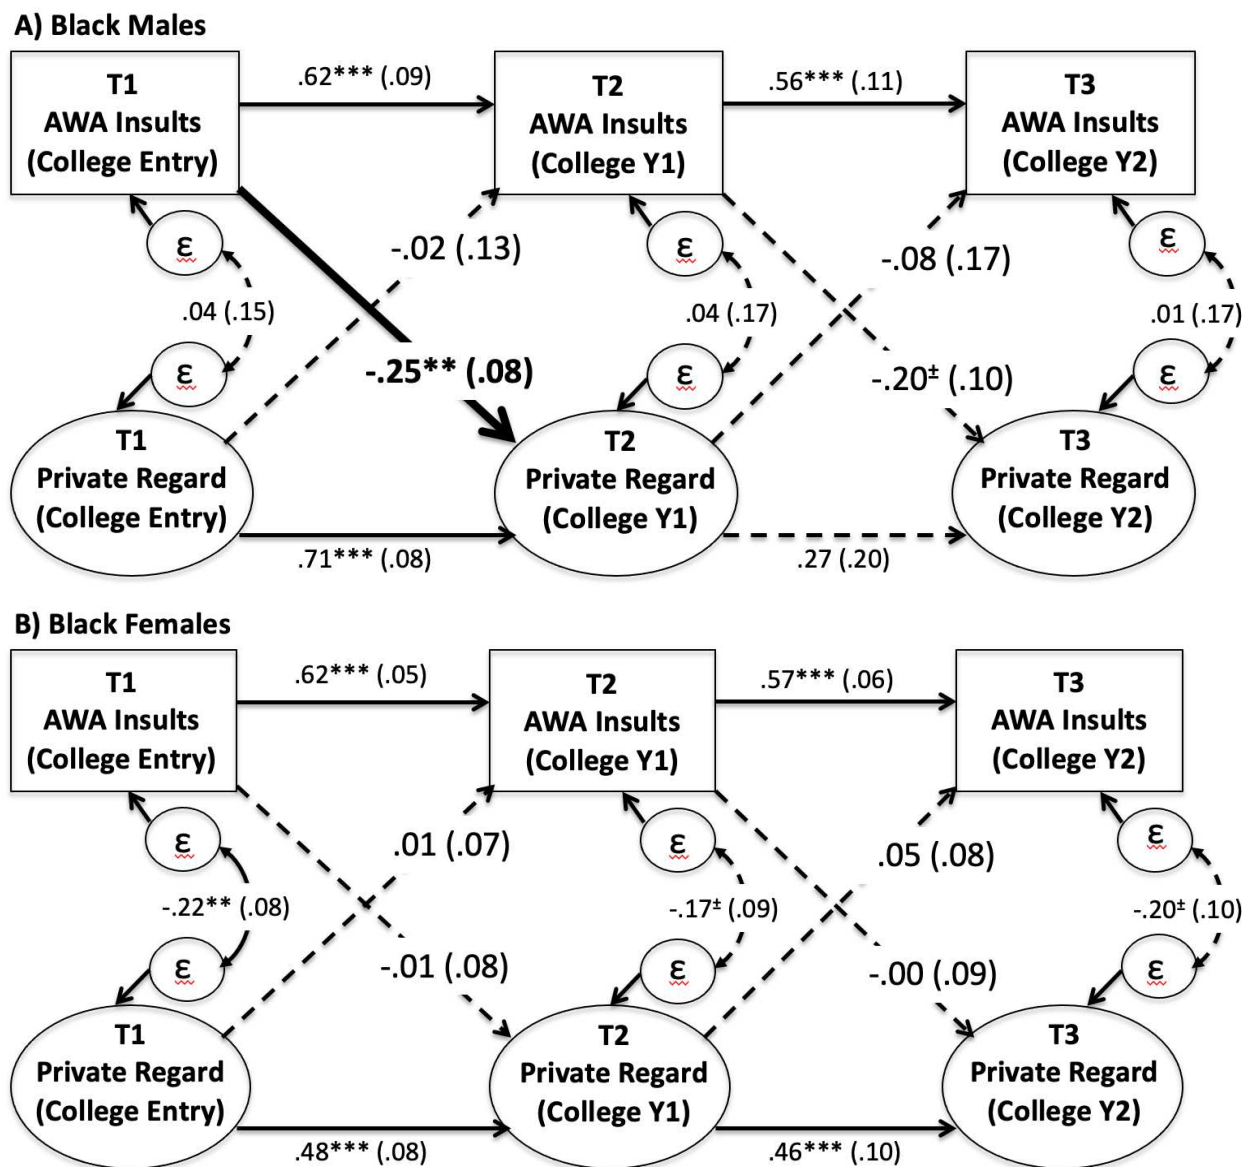 A) Black Males
T1
AWA Insults
(College Entry)
.62*** (.09)
T2
AWA Insults
(College Y1)
.56*** (.11)
T3
AWA Insults
(College Y2)
ε
ε
ε
-.02 (.13)
-.08 (.17)
.04 (.15)
.04 (.17)
.01 (.17)
ε
ε
ε
-.25** (.08)
-.20± (.10)
T1
Private Regard
(College Entry)
.71*** (.08)
T2
Private Regard
(College Y1)
.27 (.20)
T3
Private Regard
(College Y2)
B) Black Females
T1
AWA Insults
(College Entry)
.62*** (.05)
T2
AWA Insults
(College Y1)
.57*** (.06)
T3
AWA Insults
(College Y2)
ε
ε
ε
.01 (.07)
.05 (.08)
-.22** (.08)
-.17± (.09)
-.20± (.10)
ε
ε
ε
-.01 (.08)
-.00 (.09)
T1
Private Regard
(College Entry)
.48*** (.08)
T2
Private Regard
(College Y1)
.46*** (.10)
T3
Private Regard
(College Y2)